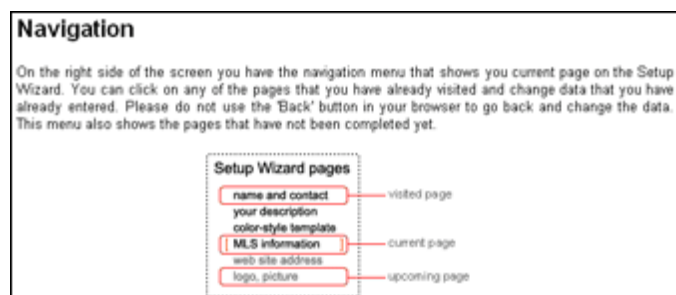 Navigation
On the right side of the screen you have the navigation menu that shows you current page on the Setup
Wizard. You can click on any of the pages that you have already visited and change data that you have
already entered. Please do not use the 'Back' button in your browser to go back and change the data.
This menu also shows the pages that have not been completed yet.
Setup Wizard pages
name and contact visited page
your description
color-style template
[ MLS information ] current page
web site address
logo, picture upcoming page